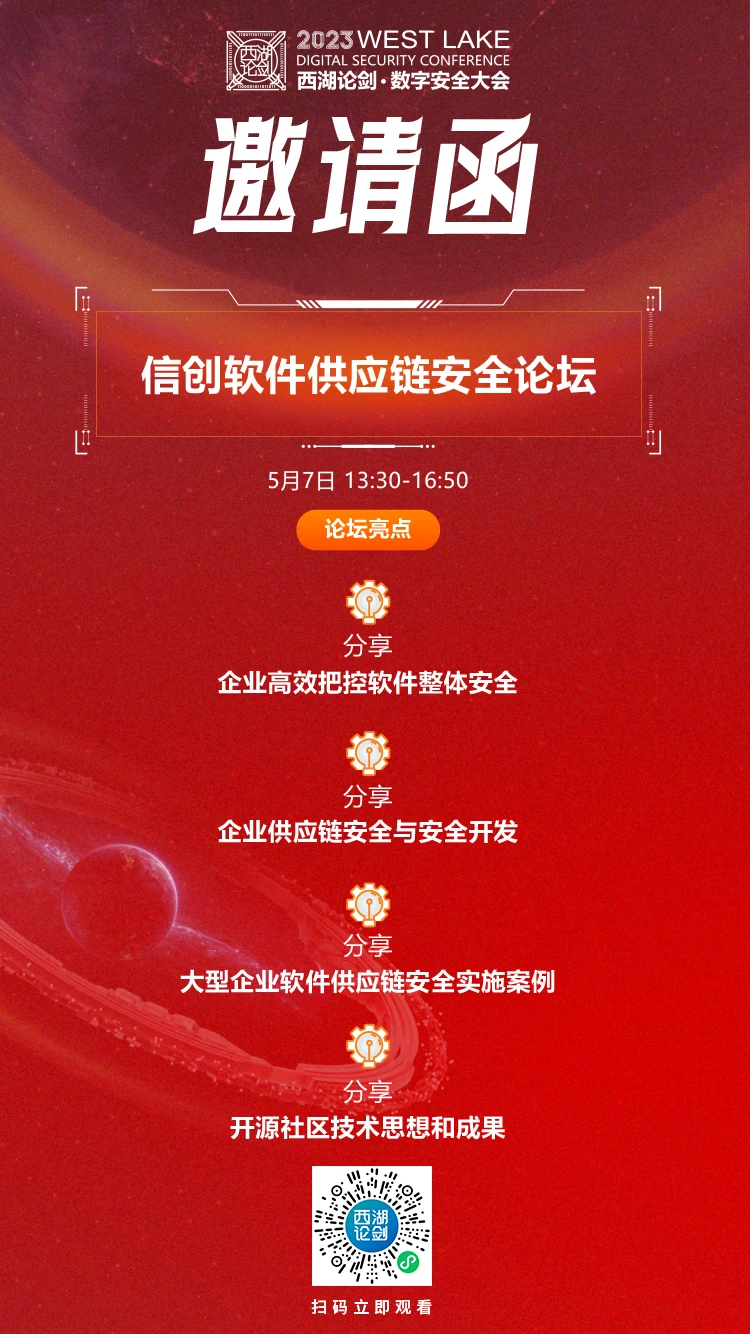 2023 WEST LAKE
DIGITAL SECURITY CONFERENCE
西湖论剑·数字安全大会
西湖
论剑
邀请函
信创软件供应链安全论坛
5月7日 13:30-16:50
论坛亮点
分享
企业高效把控软件整体安全
分享
企业供应链安全与安全开发
分享
大型企业软件供应链安全实施案例
分享
开源社区技术思想和成果
西湖
论剑
扫码立即观看